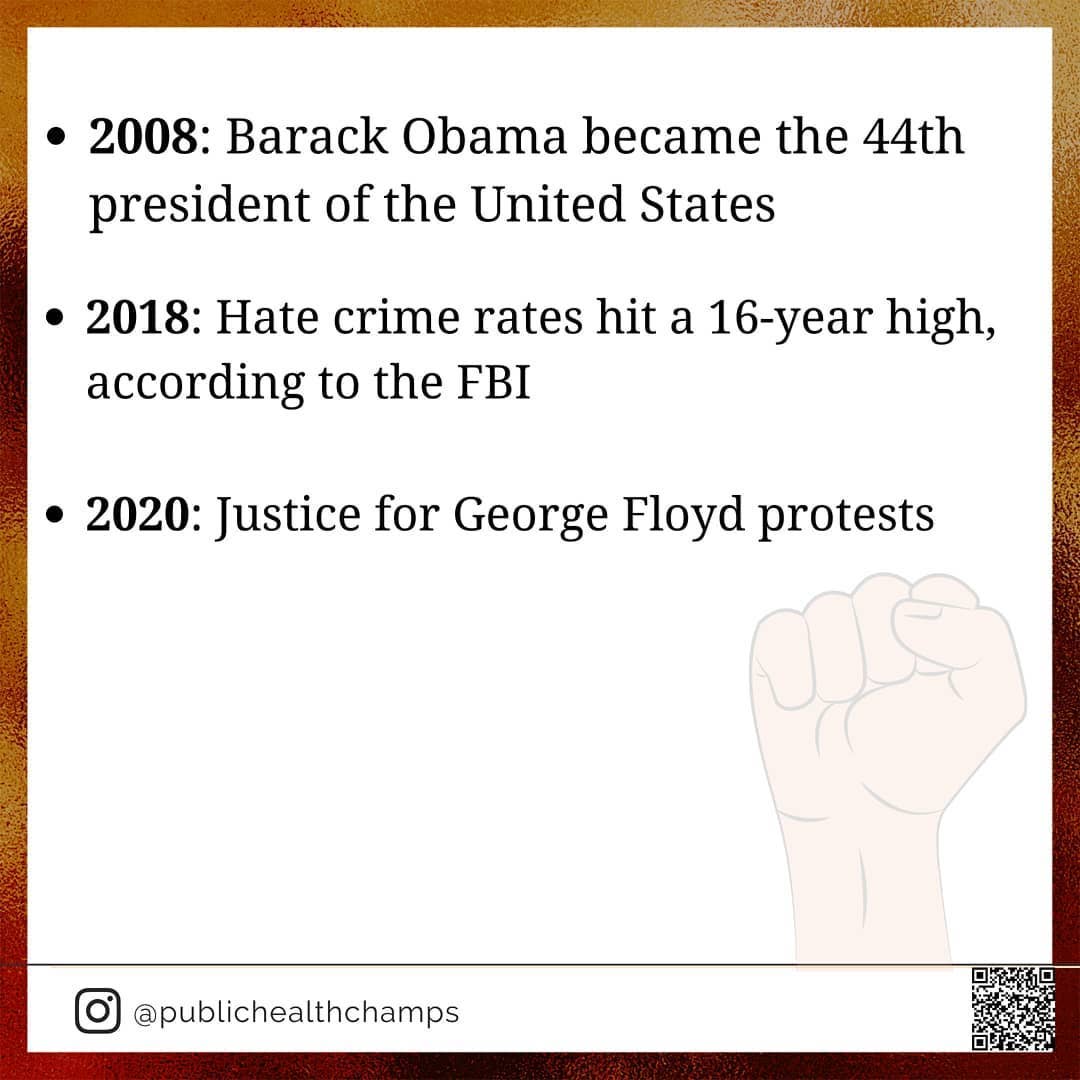 • 2008: Barack Obama became the 44th
president of the United States
• 2018: Hate crime rates hit a 16-year high,
according to the FBI
• 2020: Justice for George Floyd protests
@publichealthchamps